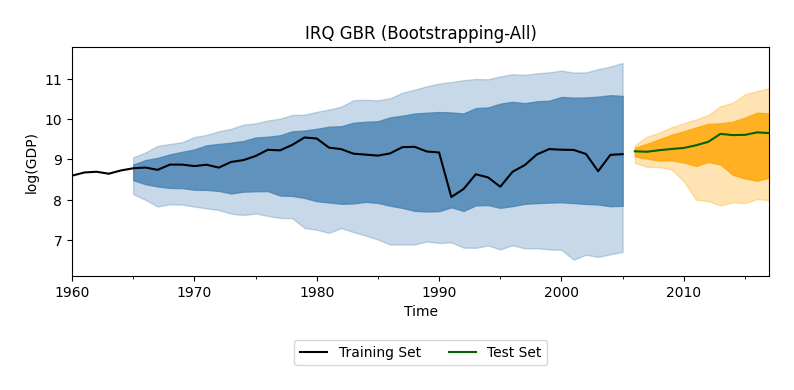 IRQ GBR (Bootstrapping-All)
log(GDP)
11
10
9
8
7
1960 1970 1980 1990 2000 2010
Time
Training Set Test Set